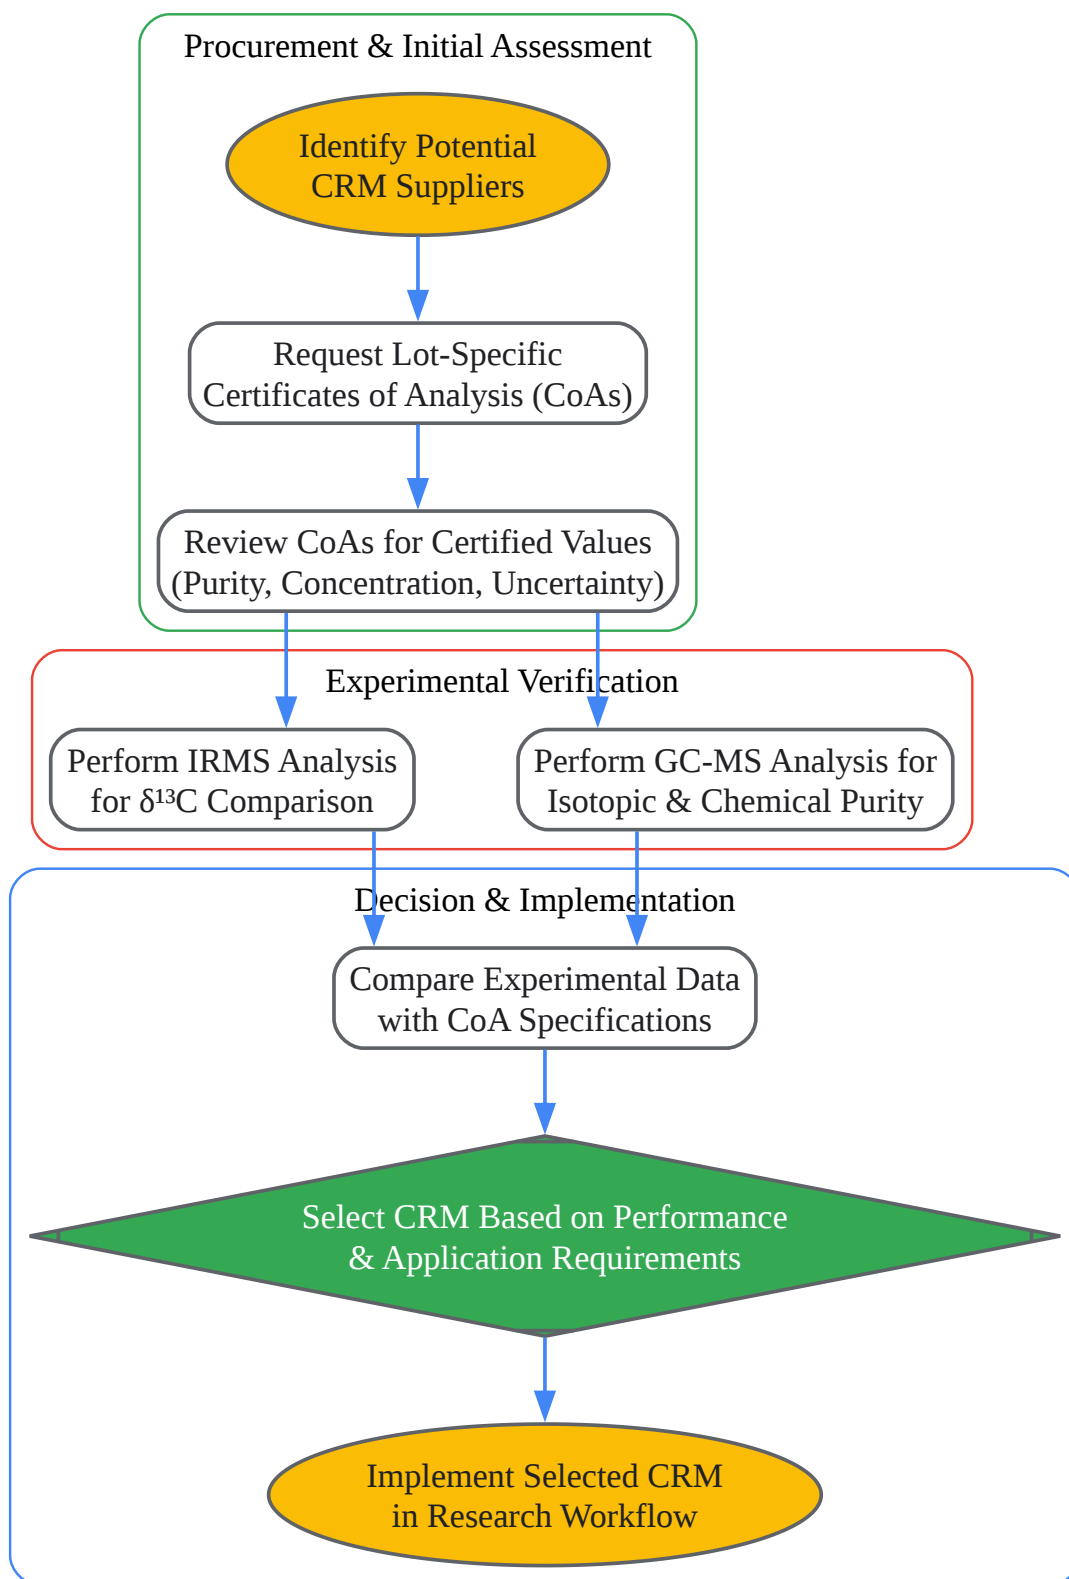 Procurement & Initial Assessment
Identify Potential
CRM Suppliers
Request Lot-Specific
Certificates of Analysis (CoAs)
Review CoAs for Certified Values
(Purity, Concentration, Uncertainty)
Experimental Verification
Perform IRMS Analysis
for δ¹³C Comparison
Perform GC-MS Analysis for
Isotopic & Chemical Purity
Decision & Implementation
Compare Experimental Data
with CoA Specifications
Select CRM Based on Performance
& Application Requirements
Implement Selected CRM
in Research Workflow